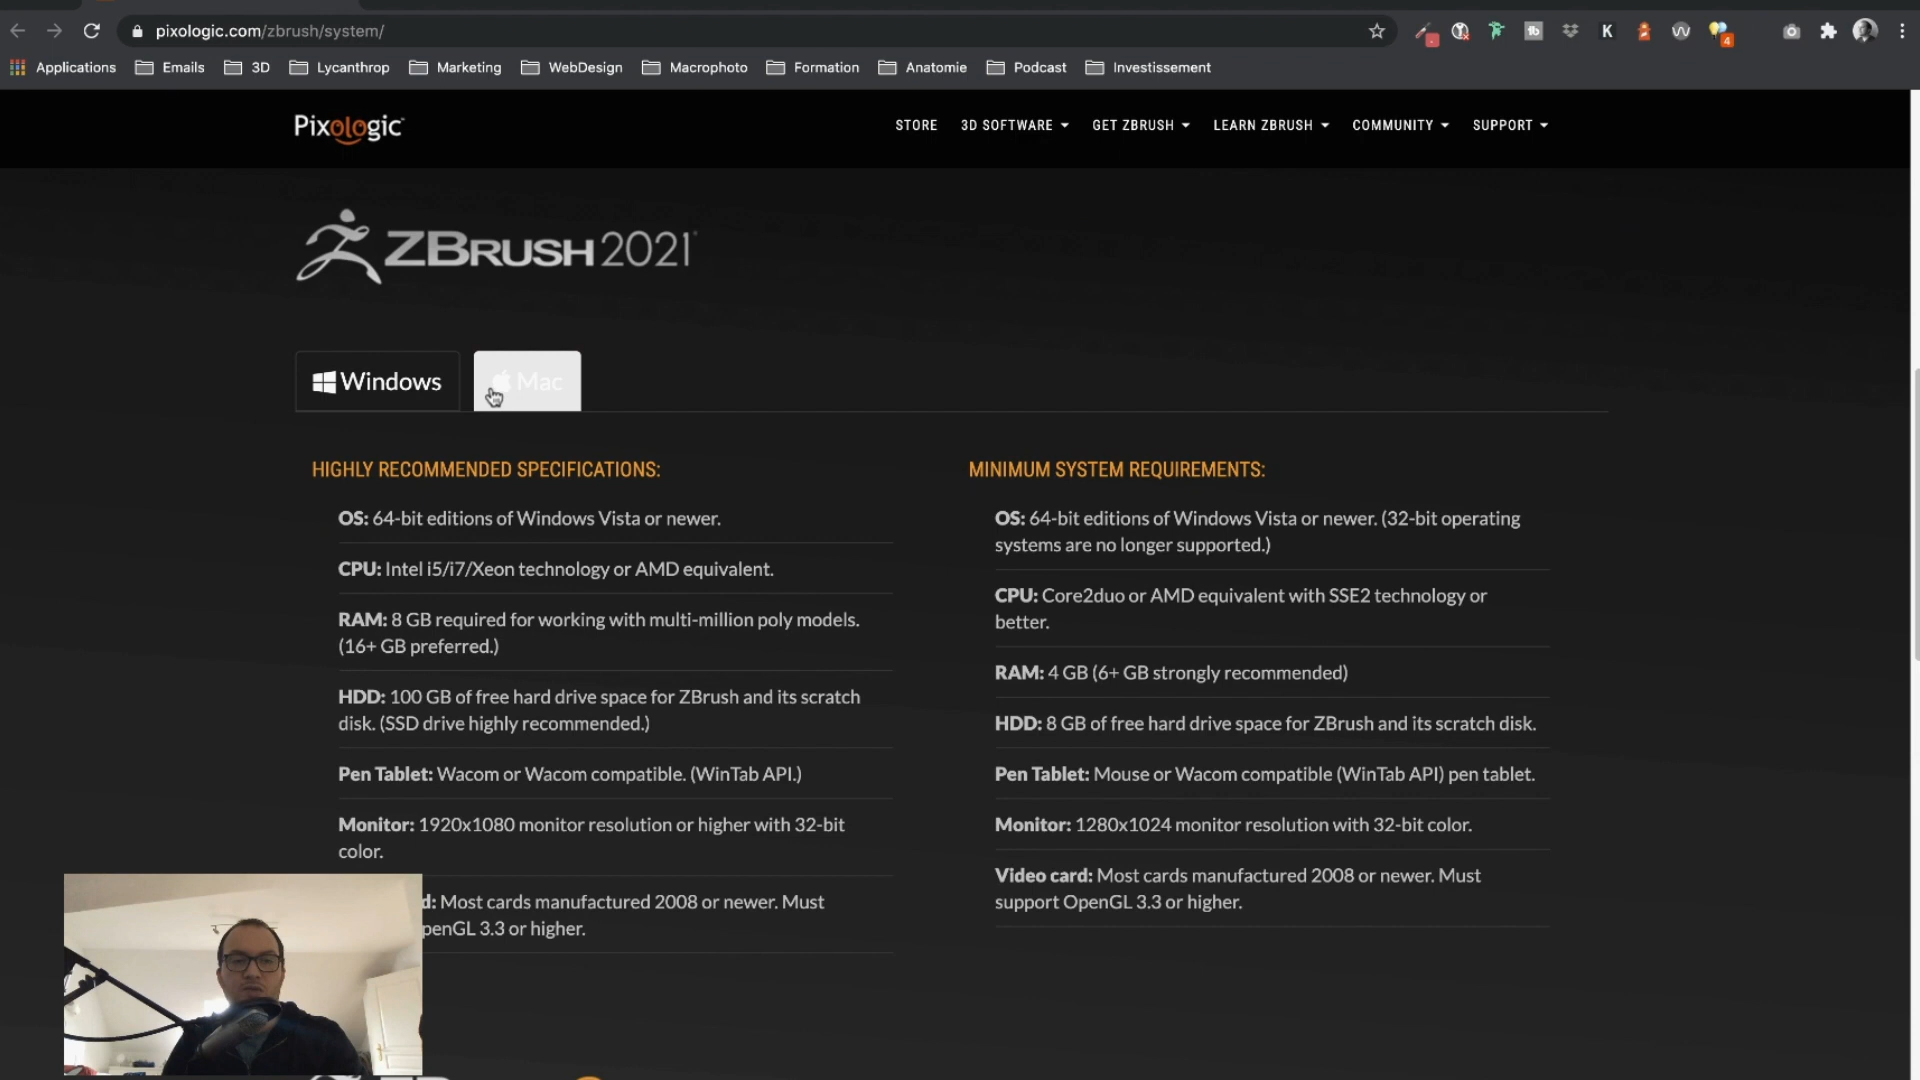 pixologic.com/zbrush/system/
tb
K
4
Applications Emails 3D Lycanthrop Marketing WebDesign Macrophoto Formation Anatomie Podcast Investissement
Pixologic
STORE 3D SOFTWARE GET ZBRUSH LEARN ZBRUSH COMMUNITY SUPPORT
ZBRUSH 2021
Windows Mac
HIGHLY RECOMMENDED SPECIFICATIONS:
OS: 64-bit editions of Windows Vista or newer.
CPU: Intel i5/i7/Xeon technology or AMD equivalent.
RAM: 8 GB required for working with multi-million poly models.
(16+ GB preferred.)
HDD: 100 GB of free hard drive space for ZBrush and its scratch
disk. (SSD drive highly recommended.)
Pen Tablet: Wacom or Wacom compatible. (WinTab API.)
Monitor: 1920x1080 monitor resolution or higher with 32-bit
color.
d: Most cards manufactured 2008 or newer. Must
penGL 3.3 or higher.
MINIMUM SYSTEM REQUIREMENTS:
OS: 64-bit editions of Windows Vista or newer. (32-bit operating
systems are no longer supported.)
CPU: Core2duo or AMD equivalent with SSE2 technology or
better.
RAM: 4 GB (6+ GB strongly recommended)
HDD: 8 GB of free hard drive space for ZBrush and its scratch disk.
Pen Tablet: Mouse or Wacom compatible (WinTab API) pen tablet.
Monitor: 1280x1024 monitor resolution with 32-bit color.
Video card: Most cards manufactured 2008 or newer. Must
support OpenGL 3.3 or higher.